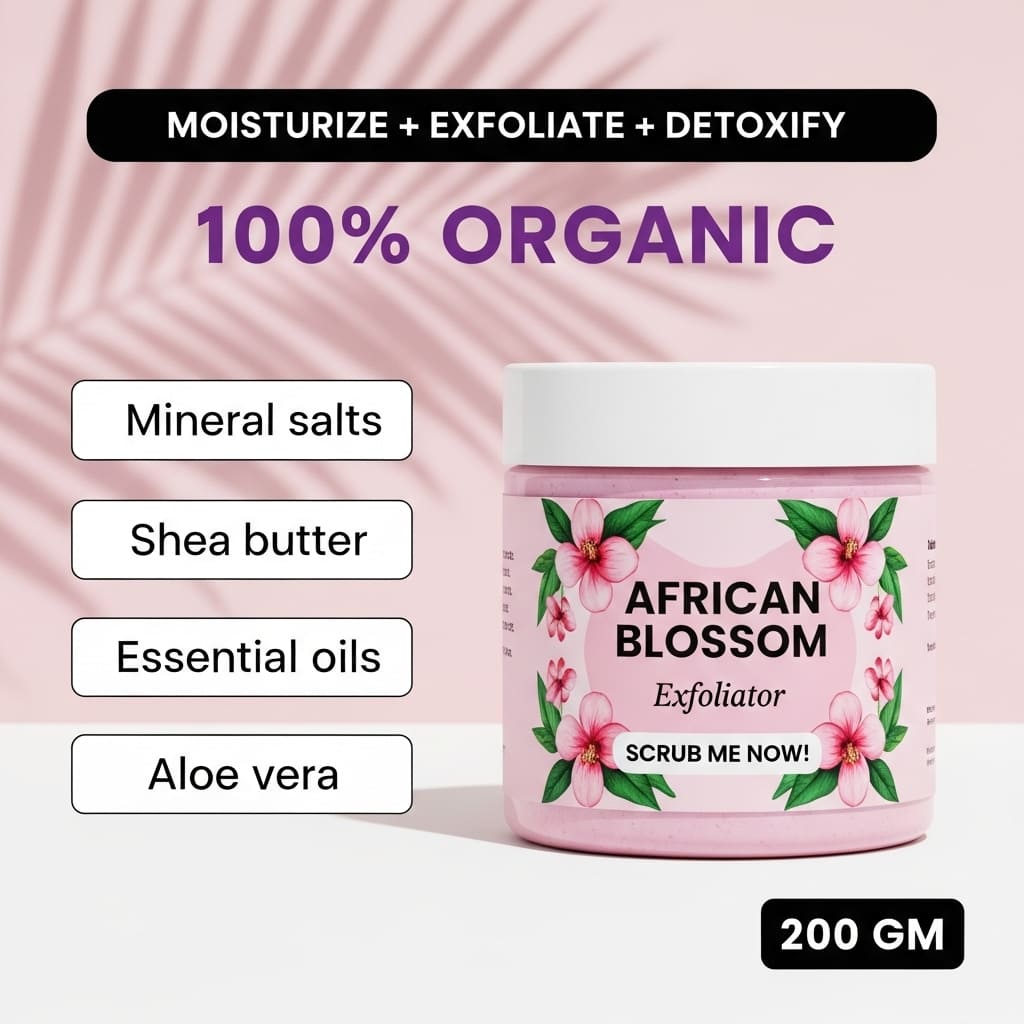 MOISTURIZE + EXFOLIATE + DETOXIFY
100% ORGANIC
Mineral salts
Shea butter
Essential oils
Aloe vera
AFRICAN
BLOSSOM
Exfoliator
SCRUB ME NOW!
200 GM